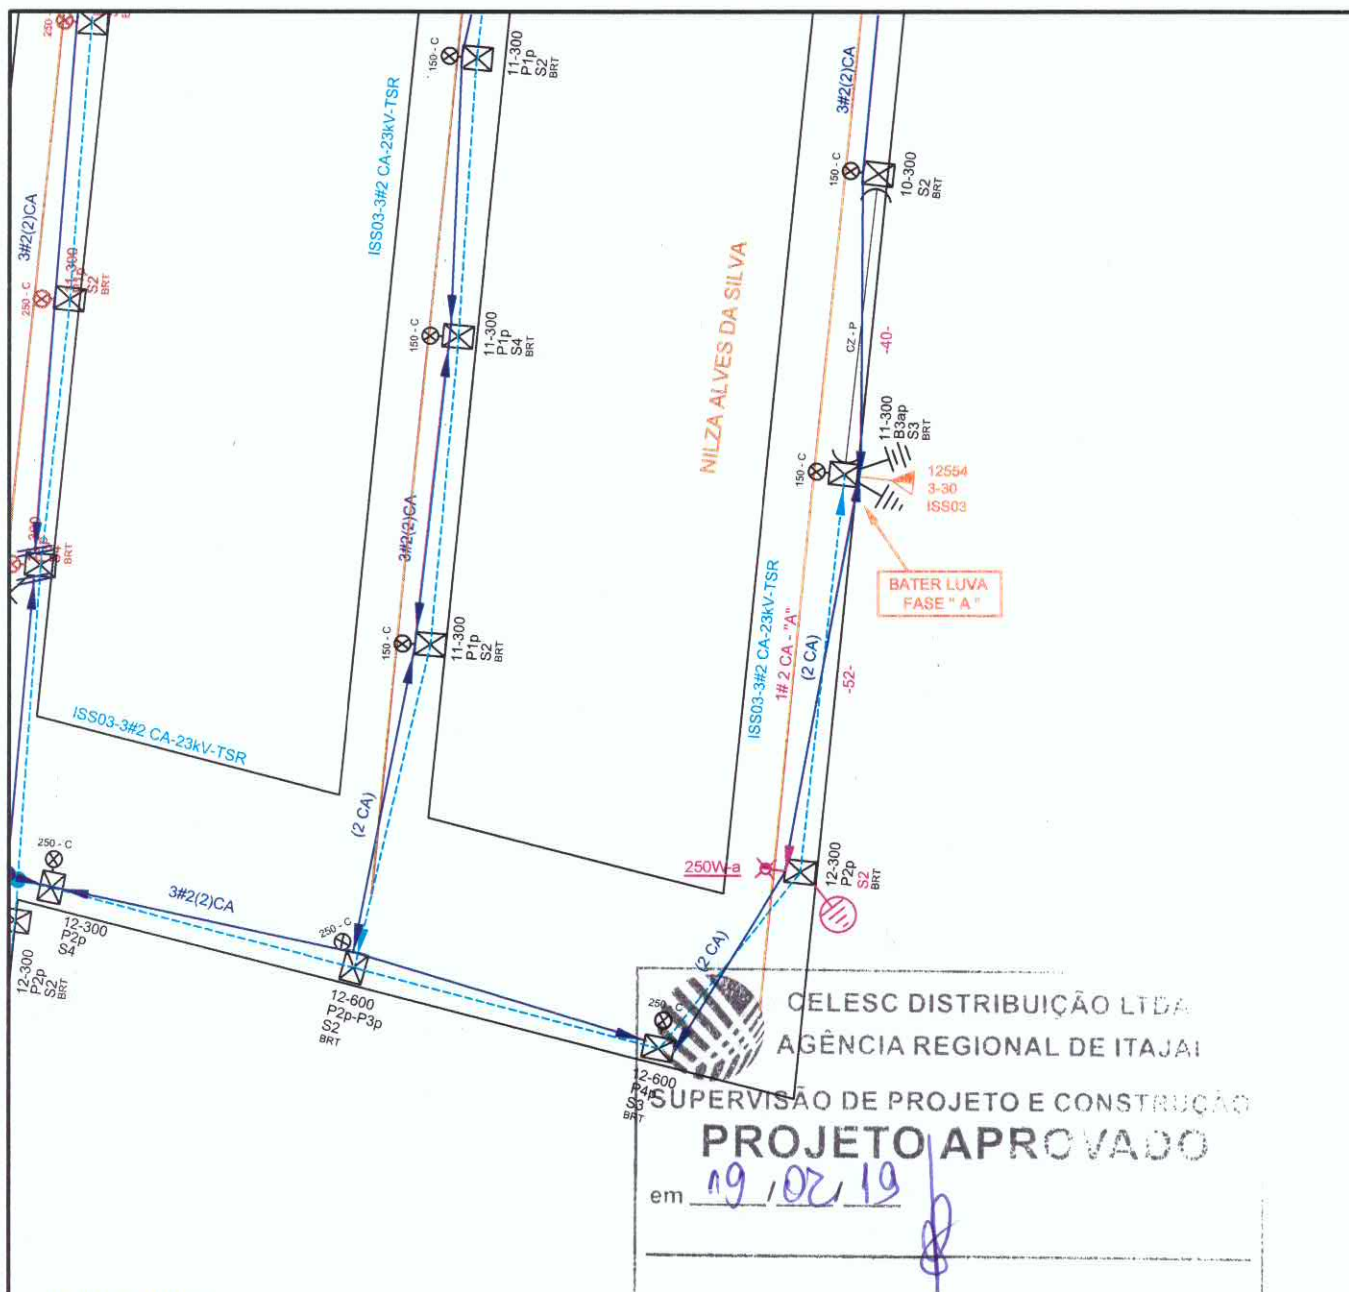 250 - C
3#2(2)CA
250 - C
11-300
P1p
S2
BRT
S4
BRT
ISS03-3#2 CA-23kV-TSR
250 - C
12-300
P2p
S4
12-300
P2p
S2
BRT
3#2(2)CA
150 - C
11-300
P1p
S2
BRT
ISS03-3#2 CA-23kV-TSR
150 - C
11-300
P1p
S4
BRT
3#2(2)CA
150 - C
11-300
P1p
S2
BRT
(2 CA)
250 - C
12-600
P2p-P3p
S2
BRT
NILZA ALVES DA SILVA
3#2(2)CA
150 - C
10-300
S2
BRT
CZ - P
-40-
11-300
B3ap
S3
BRT
150 - C
12554
3-30
ISS03
BATER LUVA
FASE " A "
ISS03-3#2 CA-23kV-TSR
1# 2 CA - "A"
(2 CA)
-52-
250W-a
12-300
P2p
S2
BRT
(2 CA)
250 - C
12-600
P4p
S3
BRT
CELESC DISTRIBUIÇÃO LTDA
AGÊNCIA REGIONAL DE ITAJAI
SUPERVISÃO DE PROJETO E CONSTRUÇÃO
PROJETO APROVADO
em 19 / 02 / 19